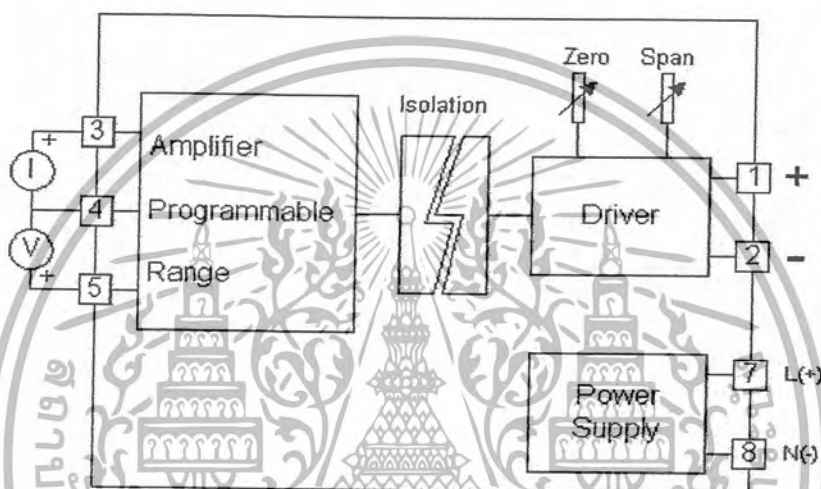 Zero Span
Isolation
3
+
I
Amplifier
1 +
4
Programmable
Driver
V
2 -
+
5
Range
7 L(+)
Power
Supply
8 N(-)